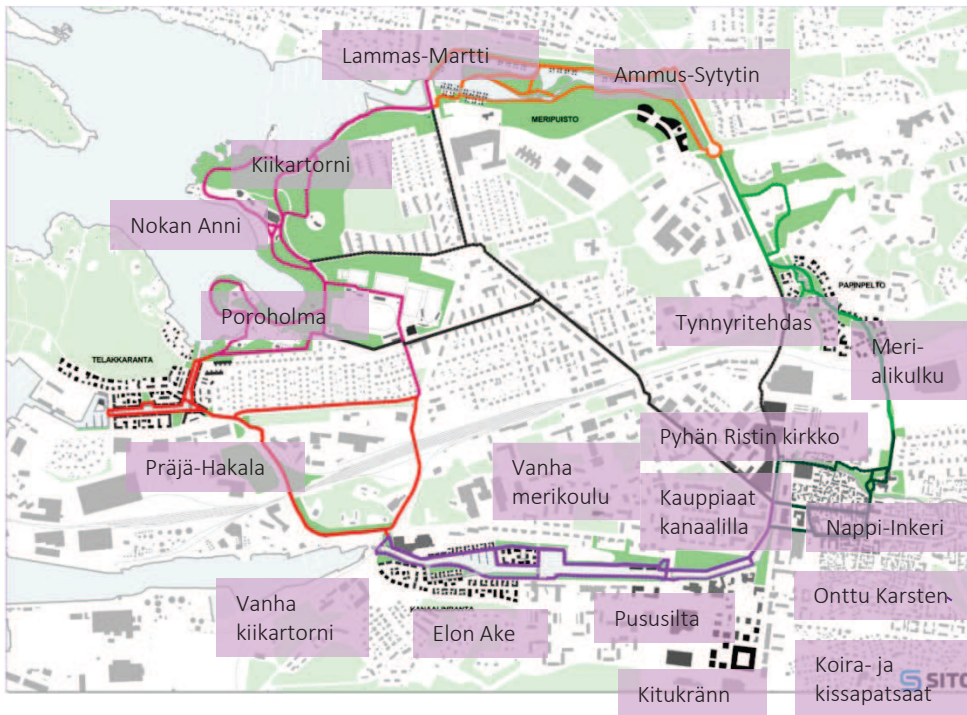 Lammas-Martti
Ammus-Sytytin
MERIPUISTO
Kiikartorni
Nokan Anni
PAPINPELTO
Poroholma
Tynnyritehdas
TELAKKARANTA
Meri-
alikulku
Pyhän Ristin kirkko
Präjä-Hakala
Vanha
merikoulu
Kauppiaat
kanaalilla
Nappi-Inkeri
Onttu Karsten
Vanha
kiikartorni
KANAALINRANTA
Elon Ake
Pususilta
Kitukränn
Koira- ja
kissapatsaat
SITO